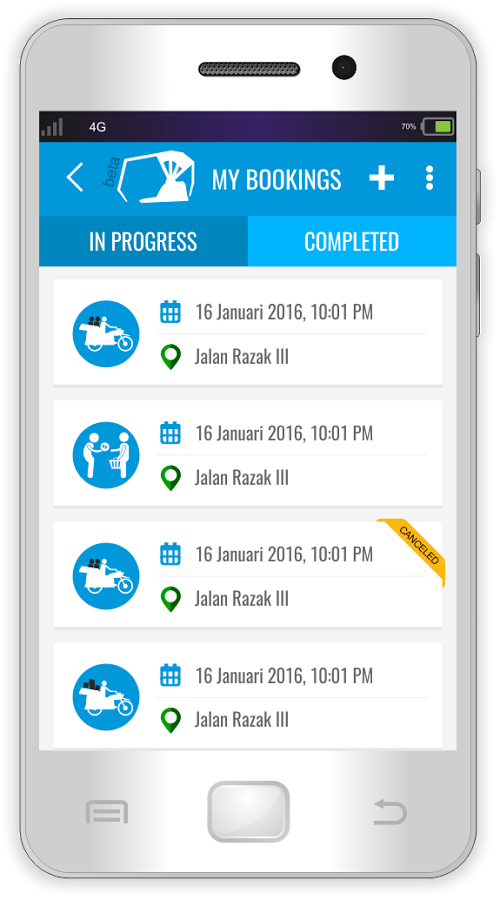 4G
70%
beta
MY BOOKINGS
IN PROGRESS
COMPLETED
16 Januari 2016, 10:01 PM
Jalan Razak III
16 Januari 2016, 10:01 PM
Jalan Razak III
CANCELED
16 Januari 2016, 10:01 PM
Jalan Razak III
16 Januari 2016, 10:01 PM
Jalan Razak III